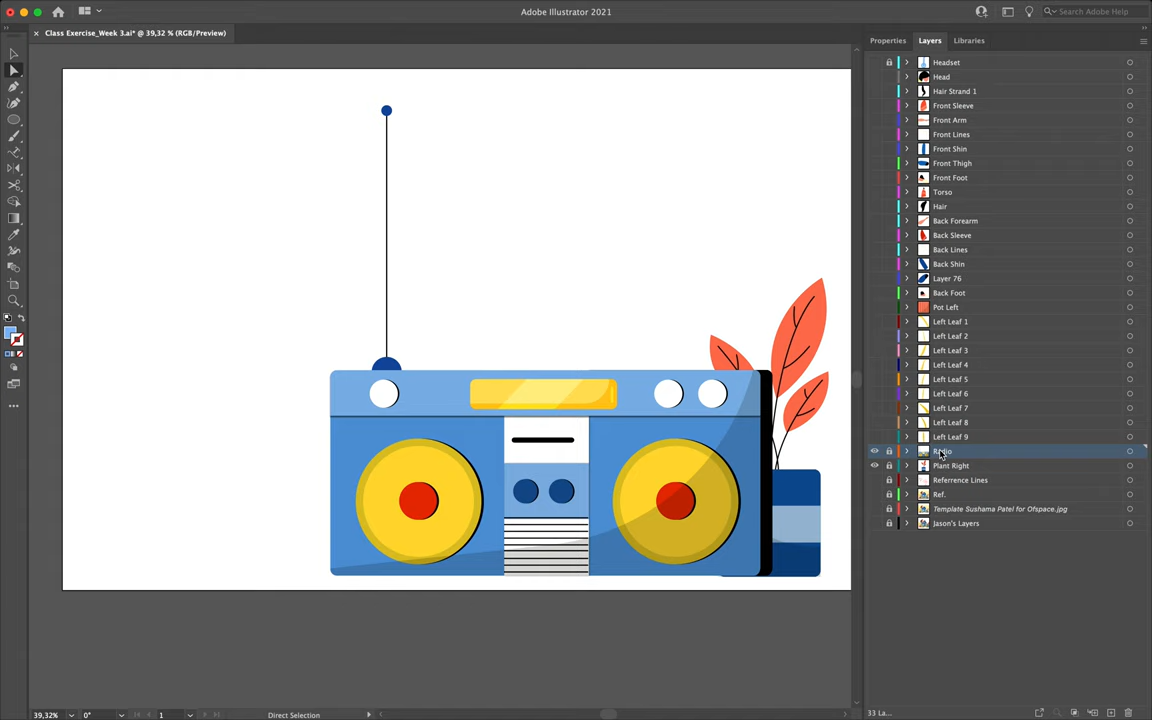 Adobe Illustrator 2021
Search Adobe Help
× Class Exercise_Week 3.ai* @ 39,32 % (RGB/Preview)
Properties Layers Libraries
Headset
Head
Hair Strand 1
Front Sleeve
Front Arm
Front Lines
Front Shin
Front Thigh
Front Foot
Torso
Hair
Back Forearm
Back Sleeve
Back Lines
Back Shin
Layer 76
Back Foot
Pot Left
Left Leaf 1
Left Leaf 2
Left Leaf 3
Left Leaf 4
Left Leaf 5
Left Leaf 6
Left Leaf 7
Left Leaf 8
Left Leaf 9
Radio
Plant Right
Referrence Lines
Ref.
Template Sushama Patel for Ofspace.jpg
Jason's Layers
39,32% 0° 1 Direct Selection 33 La...